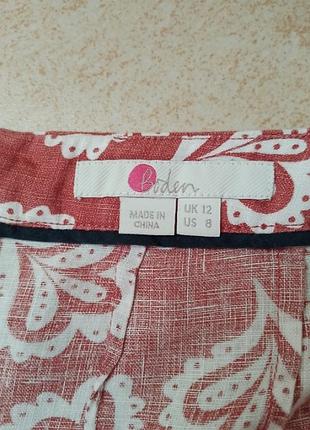 Boden
MADE IN
CHINA
UK 12
US 8